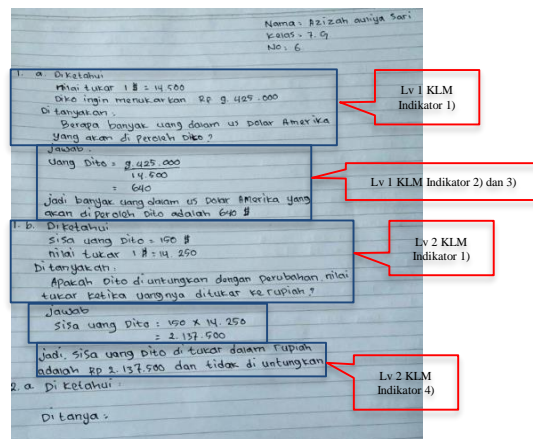 Nama : Azizah auliya Sari
Kelas : 7.G
No : 6
1. a. Diketahui
nilai tukar 1 $ = 14.500
Diko ingin menukarkan Rp 9.425.000
Ditanyakan :
Berapa banyak uang dalam us Dolar Amerika
yang akan di peroleh Diko ?
Jawab :
Uang Dito = 9.425.000
14.500
= 640
jadi banyak uang dalam us Dolar Amerika yang
akan diperoleh Dito adalah 640 $
1. b. Diketahui
Sisa uang Dito = 150 $
nilai tukar 1 $ = 14.250
Ditanyakan :
Apakah Dito di untungkan dengan perubahan nilai
tukar ketika uangnya ditukar ke rupiah ?
Jawab
Sisa uang Dito : 150 x 14.250
= 2.137.500
jadi, sisa uang Dito di tukar dalam rupiah
adalah RP 2.137.500 dan tidak di untungkan
2. a Di ketahui :
Ditanya :
Lv 1 KLM
Indikator 1)
Lv 1 KLM Indikator 2) dan 3)
Lv 2 KLM
Indikator 1)
Lv 2 KLM
Indikator 4)